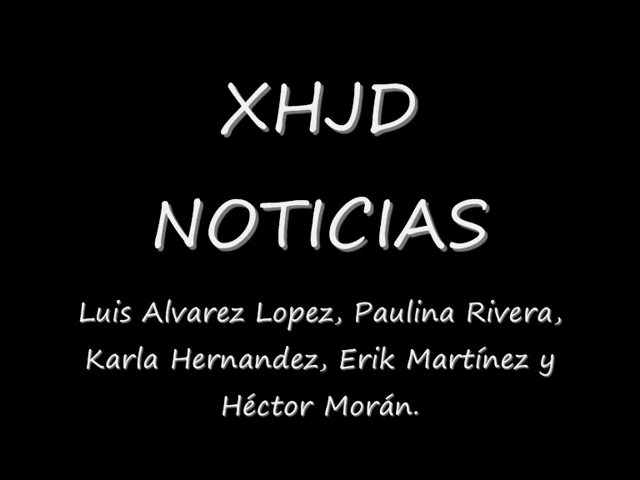 XHJD
NOTICIAS
Luis Alvarez Lopez, Paulina Rivera,
Karla Hernandez, Erik Martínez y
Héctor Morán.